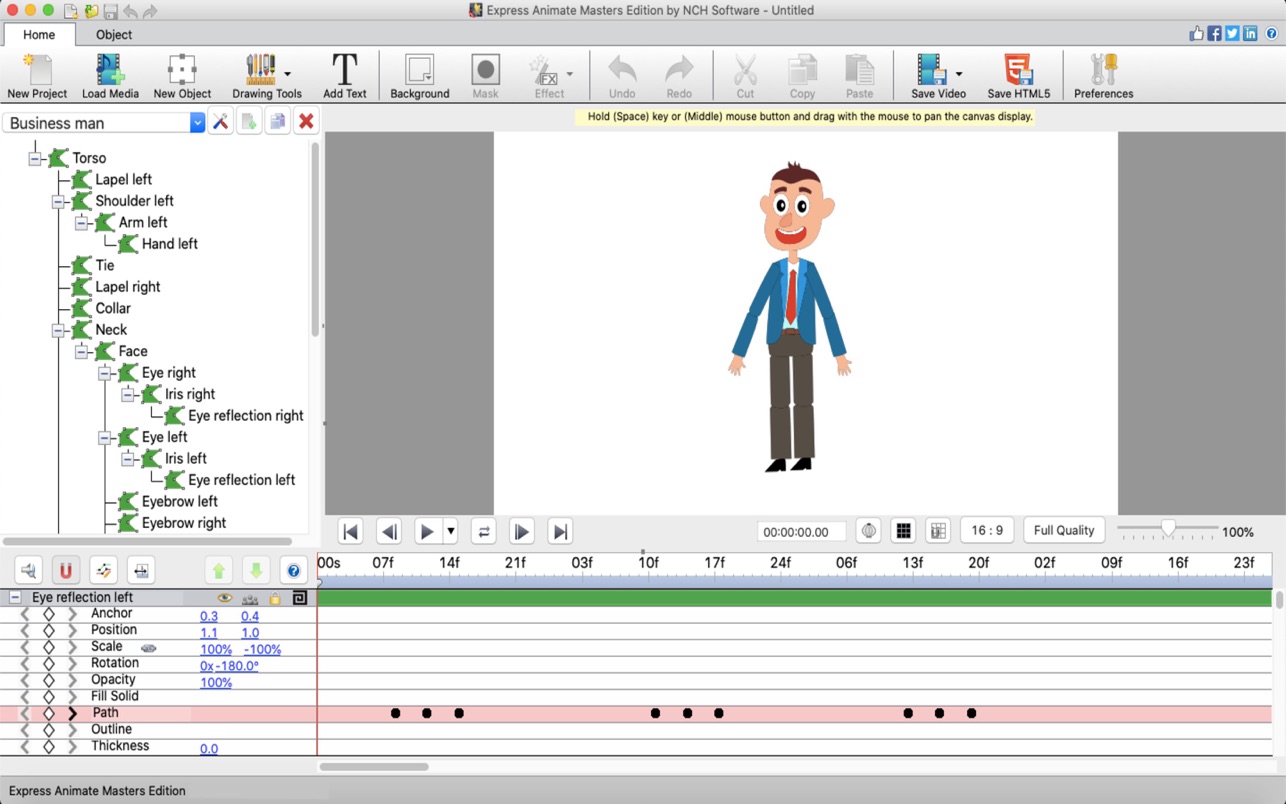 Express Animate Masters Edition by NCH Software - Untitled
Home Object
New Project Load Media New Object Drawing Tools Add Text Background Mask Effect Undo Redo Cut Copy Paste Save Video Save HTML5 Preferences
Business man
Hold (Space) key or (Middle) mouse button and drag with the mouse to pan the canvas display.
Torso
Lapel left
Shoulder left
Arm left
Hand left
Tie
Lapel right
Collar
Neck
Face
Eye right
Iris right
Eye reflection right
Eye left
Iris left
Eye reflection left
Eyebrow left
Eyebrow right
00:00:00.00 16 : 9 Full Quality 100%
00s 07f 14f 21f 03f 10f 17f 24f 06f 13f 20f 02f 09f 16f 23f
Eye reflection left
Anchor 0.3 0.4
Position 1.1 1.0
Scale 100% -100%
Rotation 0x-180.0°
Opacity 100%
Fill Solid
Path
Outline
Thickness 0.0
Express Animate Masters Edition